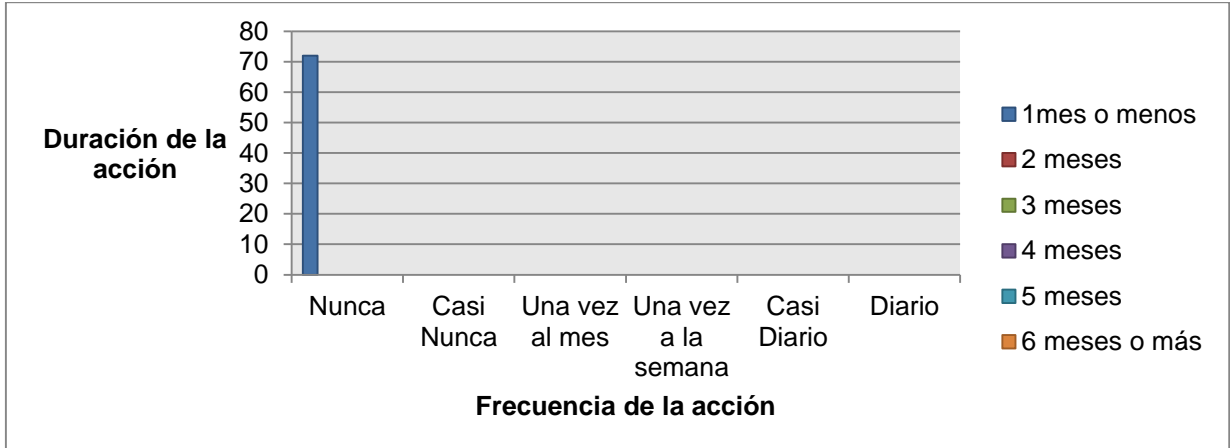 80
70
60
50
40
30
20
10
0
Duración de la
acción
Nunca
Casi
Nunca
Una vez
al mes
Una vez
a la
semana
Casi
Diario
Diario
Frecuencia de la acción
1mes o menos
2 meses
3 meses
4 meses
5 meses
6 meses o más